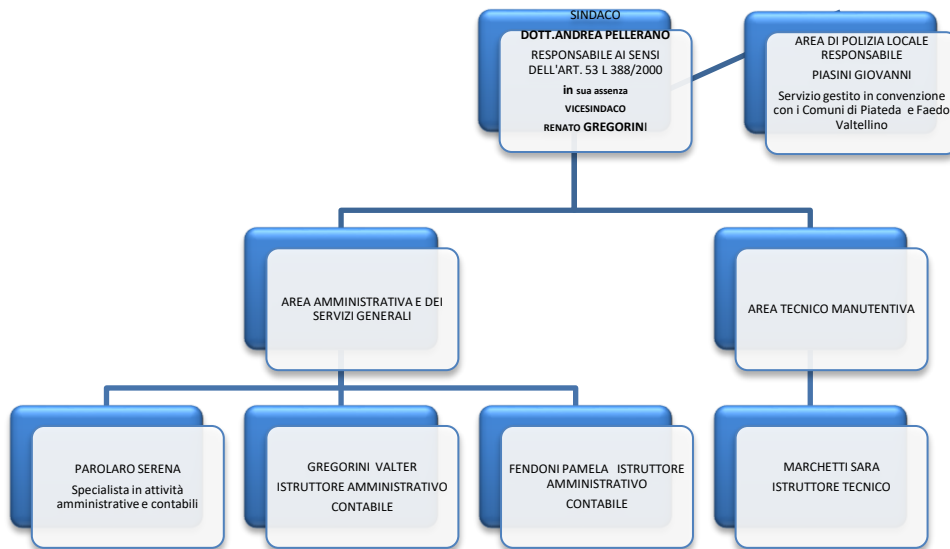 SINDACO
DOTT.ANDREA PELLERANO
RESPONSABILE AI SENSI
DELL'ART. 53 L 388/2000
in sua assenza
VICESINDACO
RENATO GREGORINI
AREA DI POLIZIA LOCALE
RESPONSABILE
PIASINI GIOVANNI
Servizio gestito in convenzione
con i Comuni di Piateda e Faedo
Valtellino
AREA AMMINISTRATIVA E DEI
SERVIZI GENERALI
AREA TECNICO MANUTENTIVA
PAROLARO SERENA
Specialista in attività
amministrative e contabili
GREGORINI VALTER
ISTRUTTORE AMMINISTRATIVO
CONTABILE
FENDONI PAMELA ISTRUTTORE
AMMINISTRATIVO
CONTABILE
MARCHETTI SARA
ISTRUTTORE TECNICO